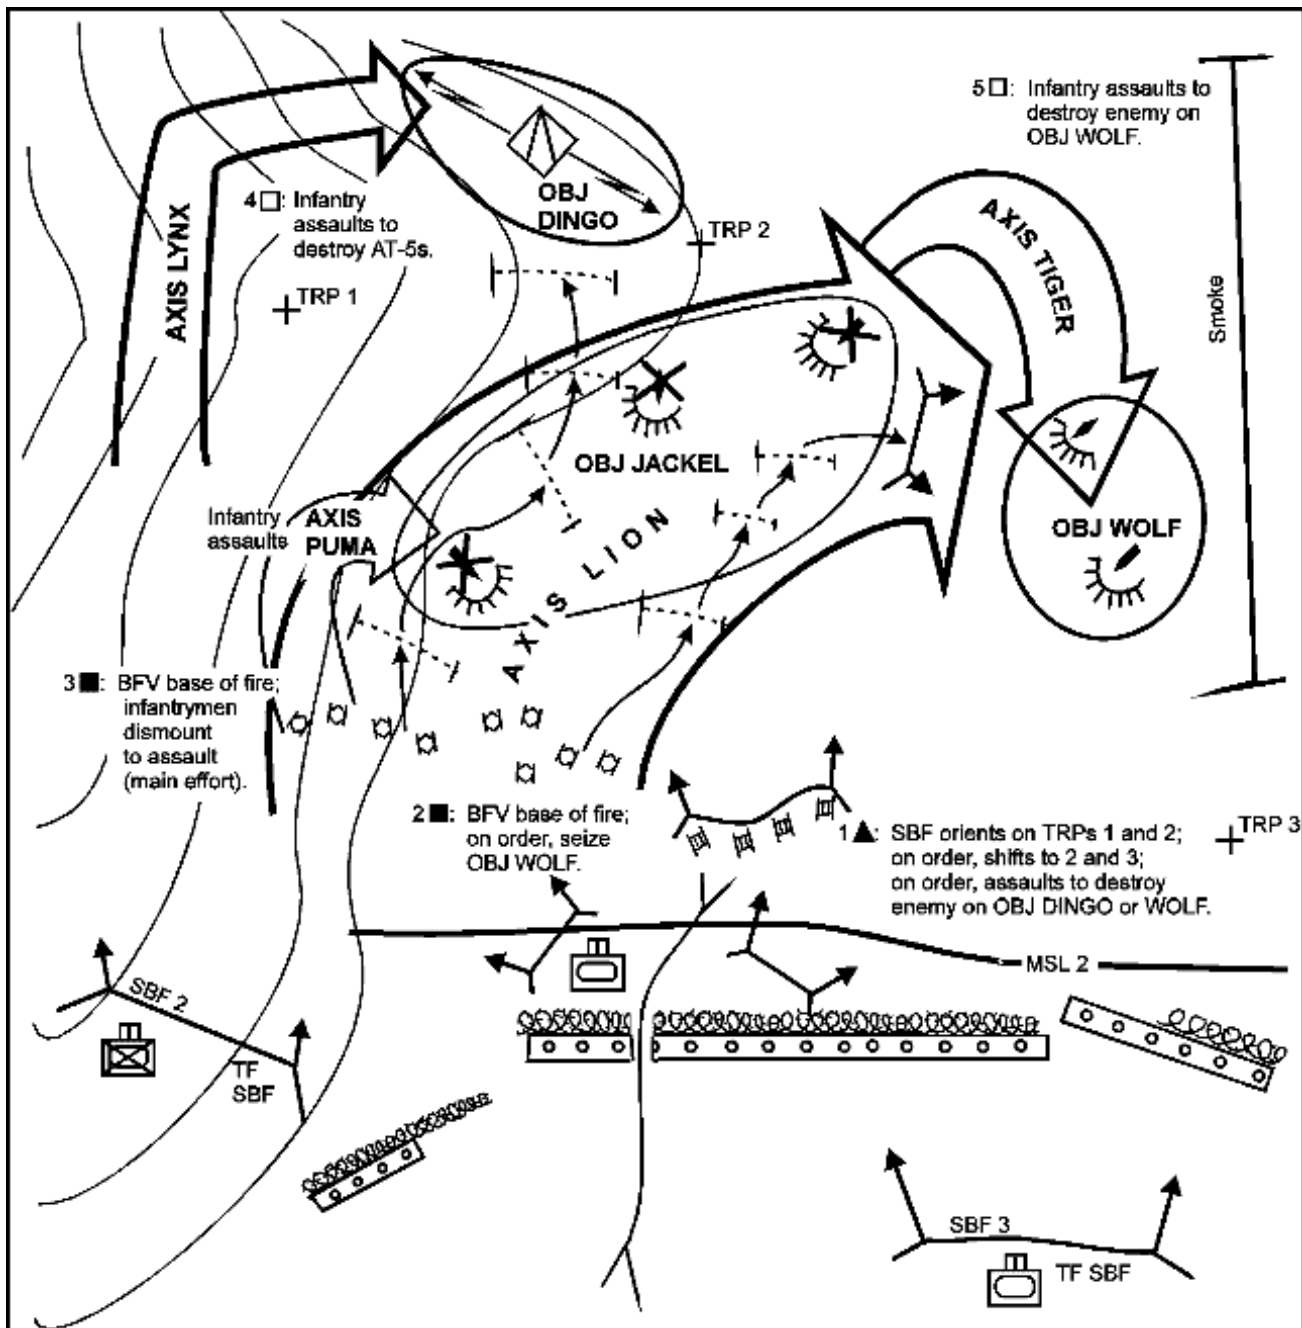 5 □: Infantry assaults to
destroy enemy on
OBJ WOLF.
Smoke
AXIS TIGER
OBJ
DINGO
TRP 2
4 □: Infantry
assaults to
destroy AT-5s.
TRP 1
AXIS LYNX
OBJ JACKEL
OBJ WOLF
Infantry
assaults
AXIS
PUMA
AXIS LION
3 ■: BFV base of fire;
infantrymen
dismount
to assault
(main effort).
2 ■: BFV base of fire;
on order, seize
OBJ WOLF.
1 ▲: SBF orients on TRPs 1 and 2;
on order, shifts to 2 and 3;
on order, assaults to destroy
enemy on OBJ DINGO or WOLF.
TRP 3
MSL 2
SBF 2
TF
SBF
SBF 3
TF SBF